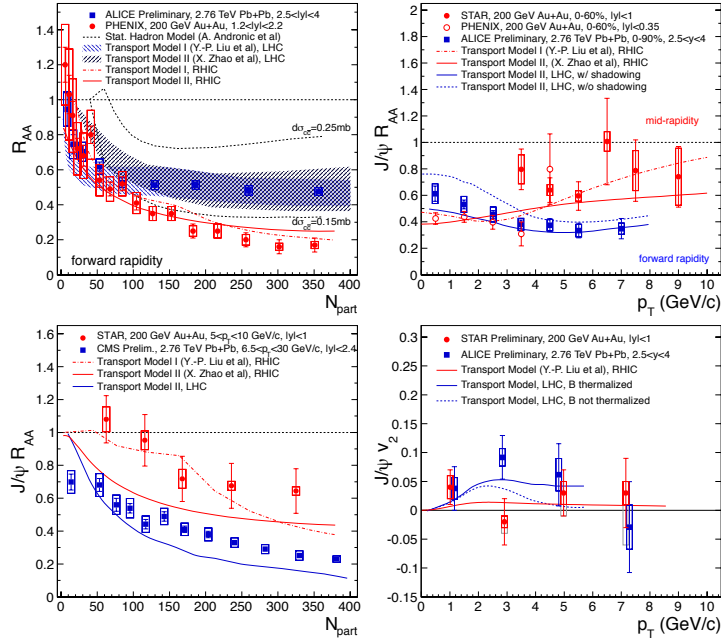 ALICE Preliminary, 2.76 TeV Pb+Pb, 2.5<|y|<4
PHENIX, 200 GeV Au+Au, 1.2<|y|<2.2
Stat. Hadron Model (A. Andronic et al)
Transport Model I (Y.-P. Liu et al), LHC
Transport Model II (X. Zhao et al), LHC
Transport Model I, RHIC
Transport Model II, RHIC
1.4
1.2
1
0.8
0.6
0.4
0.2
0
R_AA
dσ_cc̄=0.25mb
dσ_cc̄=0.15mb
forward rapidity
0 50 100 150 200 250 300 350 400
N_part
STAR, 200 GeV Au+Au, 0-60%, |y|<1
PHENIX, 200 GeV Au+Au, 0-60%, |y|<0.35
ALICE Preliminary, 2.76 TeV Pb+Pb, 0-90%, 2.5<y<4
Transport Model I (Y.-P. Liu et al), RHIC
Transport Model II, (X. Zhao et al), RHIC
Transport Model II, LHC, w/ shadowing
Transport Model II, LHC, w/o shadowing
1.6
1.4
1.2
1
0.8
0.6
0.4
0.2
0
J/ψ R_AA
mid-rapidity
forward rapidity
0 1 2 3 4 5 6 7 8 9 10
p_T (GeV/c)
STAR, 200 GeV Au+Au, 5<p_T<10 GeV/c, |y|<1
CMS Prelim., 2.76 TeV Pb+Pb, 6.5<p_T<30 GeV/c, |y|<2.4
Transport Model I (Y.-P. Liu et al), RHIC
Transport Model II (X. Zhao et al), RHIC
Transport Model II, LHC
1.6
1.4
1.2
1
0.8
0.6
0.4
0.2
0
J/ψ R_AA
0 50 100 150 200 250 300 350 400
N_part
STAR Preliminary, 200 GeV Au+Au, |y|<1
ALICE Preliminary, 2.76 TeV Pb+Pb, 2.5<y<4
Transport Model (Y.-P. Liu et al), RHIC
Transport Model, LHC, B thermalized
Transport Model, LHC, B not thermalized
0.3
0.25
0.2
0.15
0.1
0.05
0
-0.05
-0.1
-0.15
J/ψ v_2
0 1 2 3 4 5 6 7 8 9 10
p_T (GeV/c)